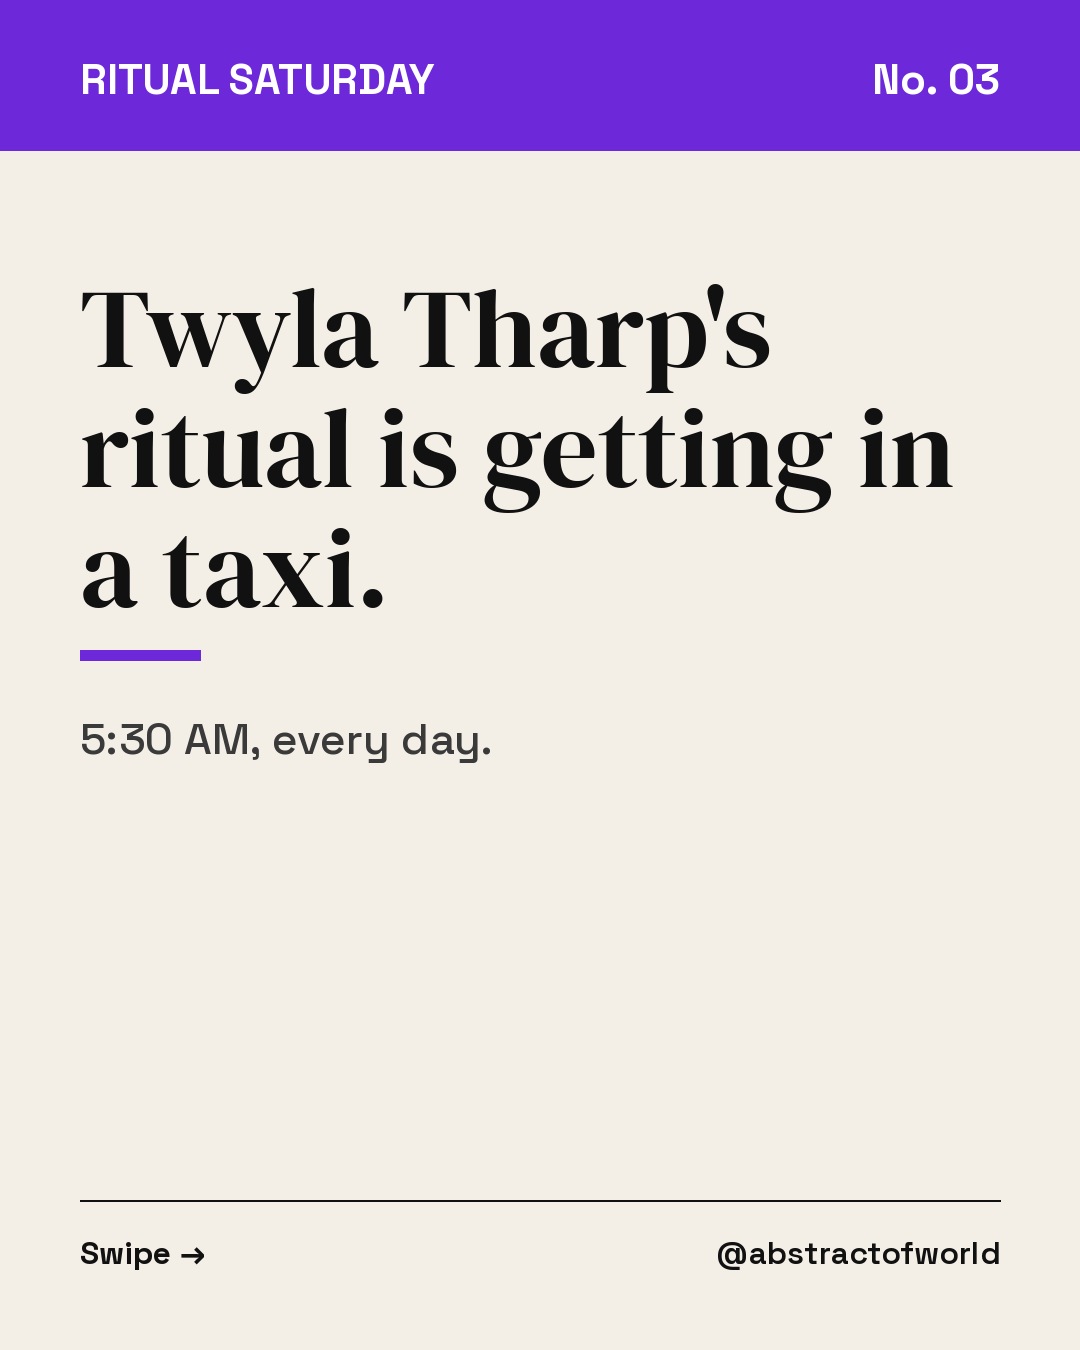 RITUAL SATURDAY
No. 03
Twyla Tharp's
ritual is getting in
a taxi.
5:30 AM, every day.
Swipe →
@abstractofworld